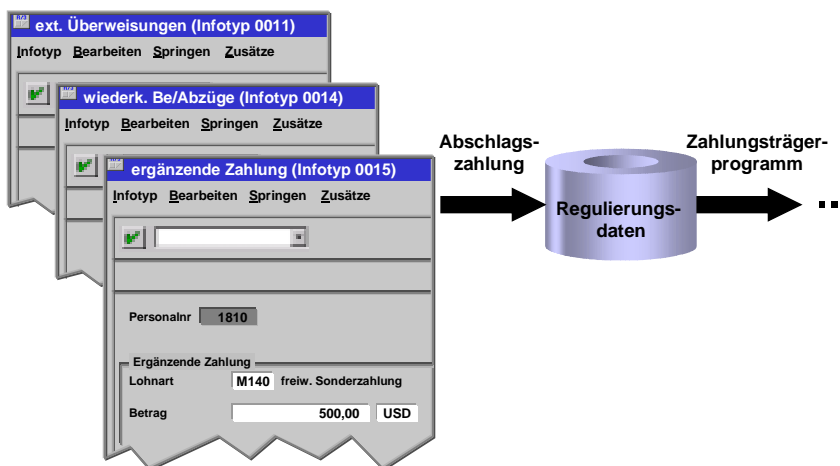 R/3 ext. Überweisungen (Infotyp 0011)
Infotyp Bearbeiten Springen Zusätze
R/3 wiederk. Be/Abzüge (Infotyp 0014)
Infotyp Bearbeiten Springen Zusätze
ergänzende Zahlung (Infotyp 0015)
Infotyp Bearbeiten Springen Zusätze
Personalnr 1810
Ergänzende Zahlung
Lohnart M140 freiw. Sonderzahlung
Betrag 500,00 USD
Abschlags-
zahlung
Regulierungs-
daten
Zahlungsträger-
programm